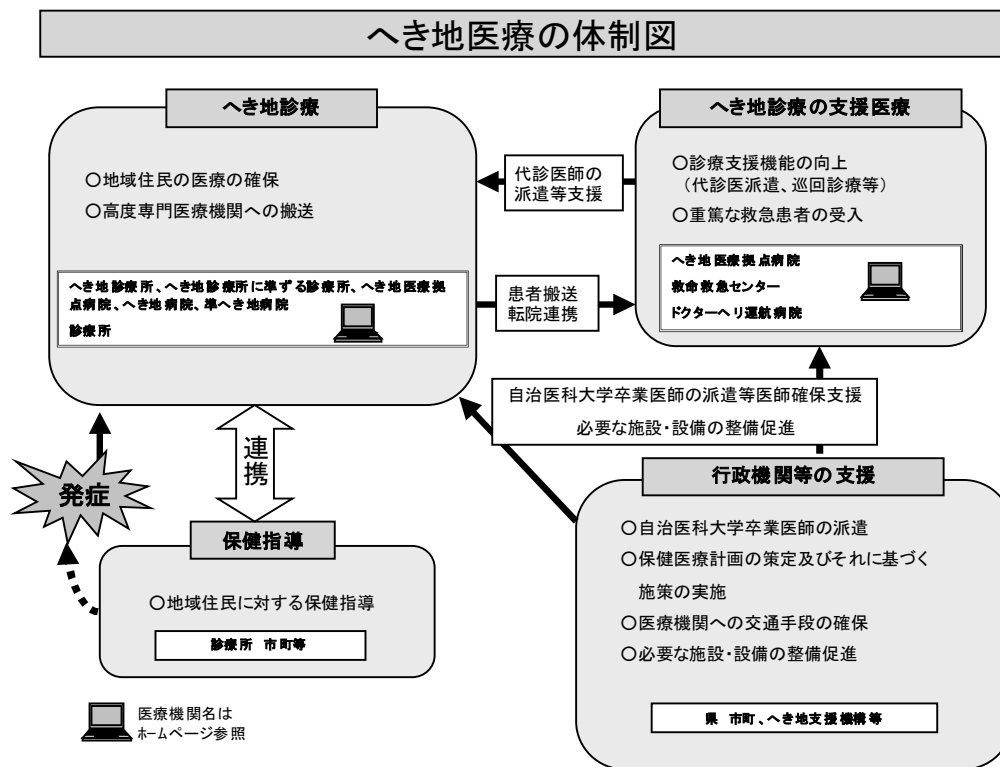 へき地医療の体制図
へき地診療
○地域住民の医療の確保
○高度専門医療機関への搬送
へき地診療所、へき地診療所に準ずる診療所、へき地医療拠
点病院、へき地病院、準へき地病院
診療所
代診医師の
派遣等支援
患者搬送
転院連携
へき地診療の支援医療
○診療支援機能の向上
（代診医派遣、巡回診療等）
○重篤な救急患者の受入
へき地医療拠点病院
救命救急センター
ドクターヘリ運航病院
自治医科大学卒業医師の派遣等医師確保支援
必要な施設・設備の整備促進
連携
発症
保健指導
○地域住民に対する保健指導
診療所 市町等
行政機関等の支援
○自治医科大学卒業医師の派遣
○保健医療計画の策定及びそれに基づく
施策の実施
○医療機関への交通手段の確保
○必要な施設・設備の整備促進
県 市町、へき地支援機構等
医療機関名は
ホームページ参照